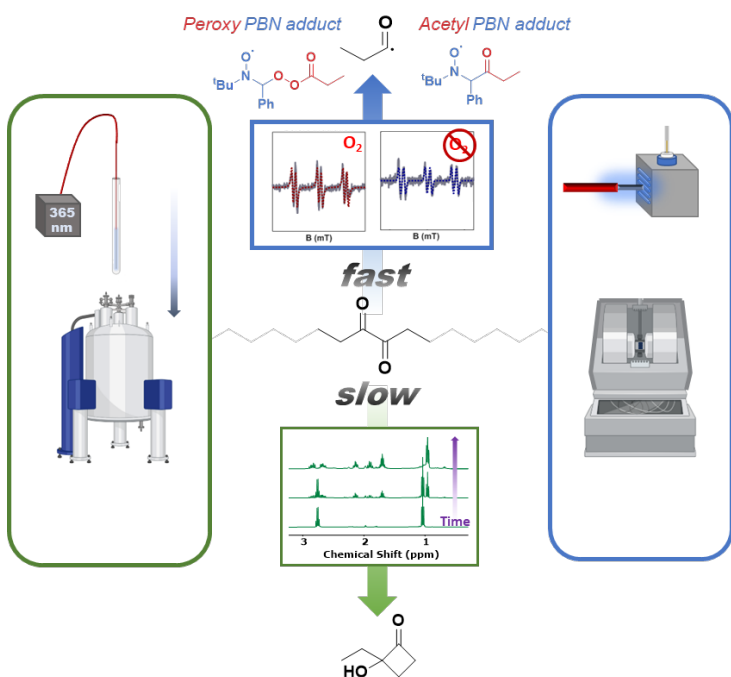 Peroxy PBN adduct
Acetyl PBN adduct
O
O•
N
tBu
O
O
O
Ph
O•
N
tBu
O
Ph
O2
O2
B (mT)
B (mT)
365
nm
fast
O
O
slow
Time
3 2 1
Chemical Shift (ppm)
O
HO